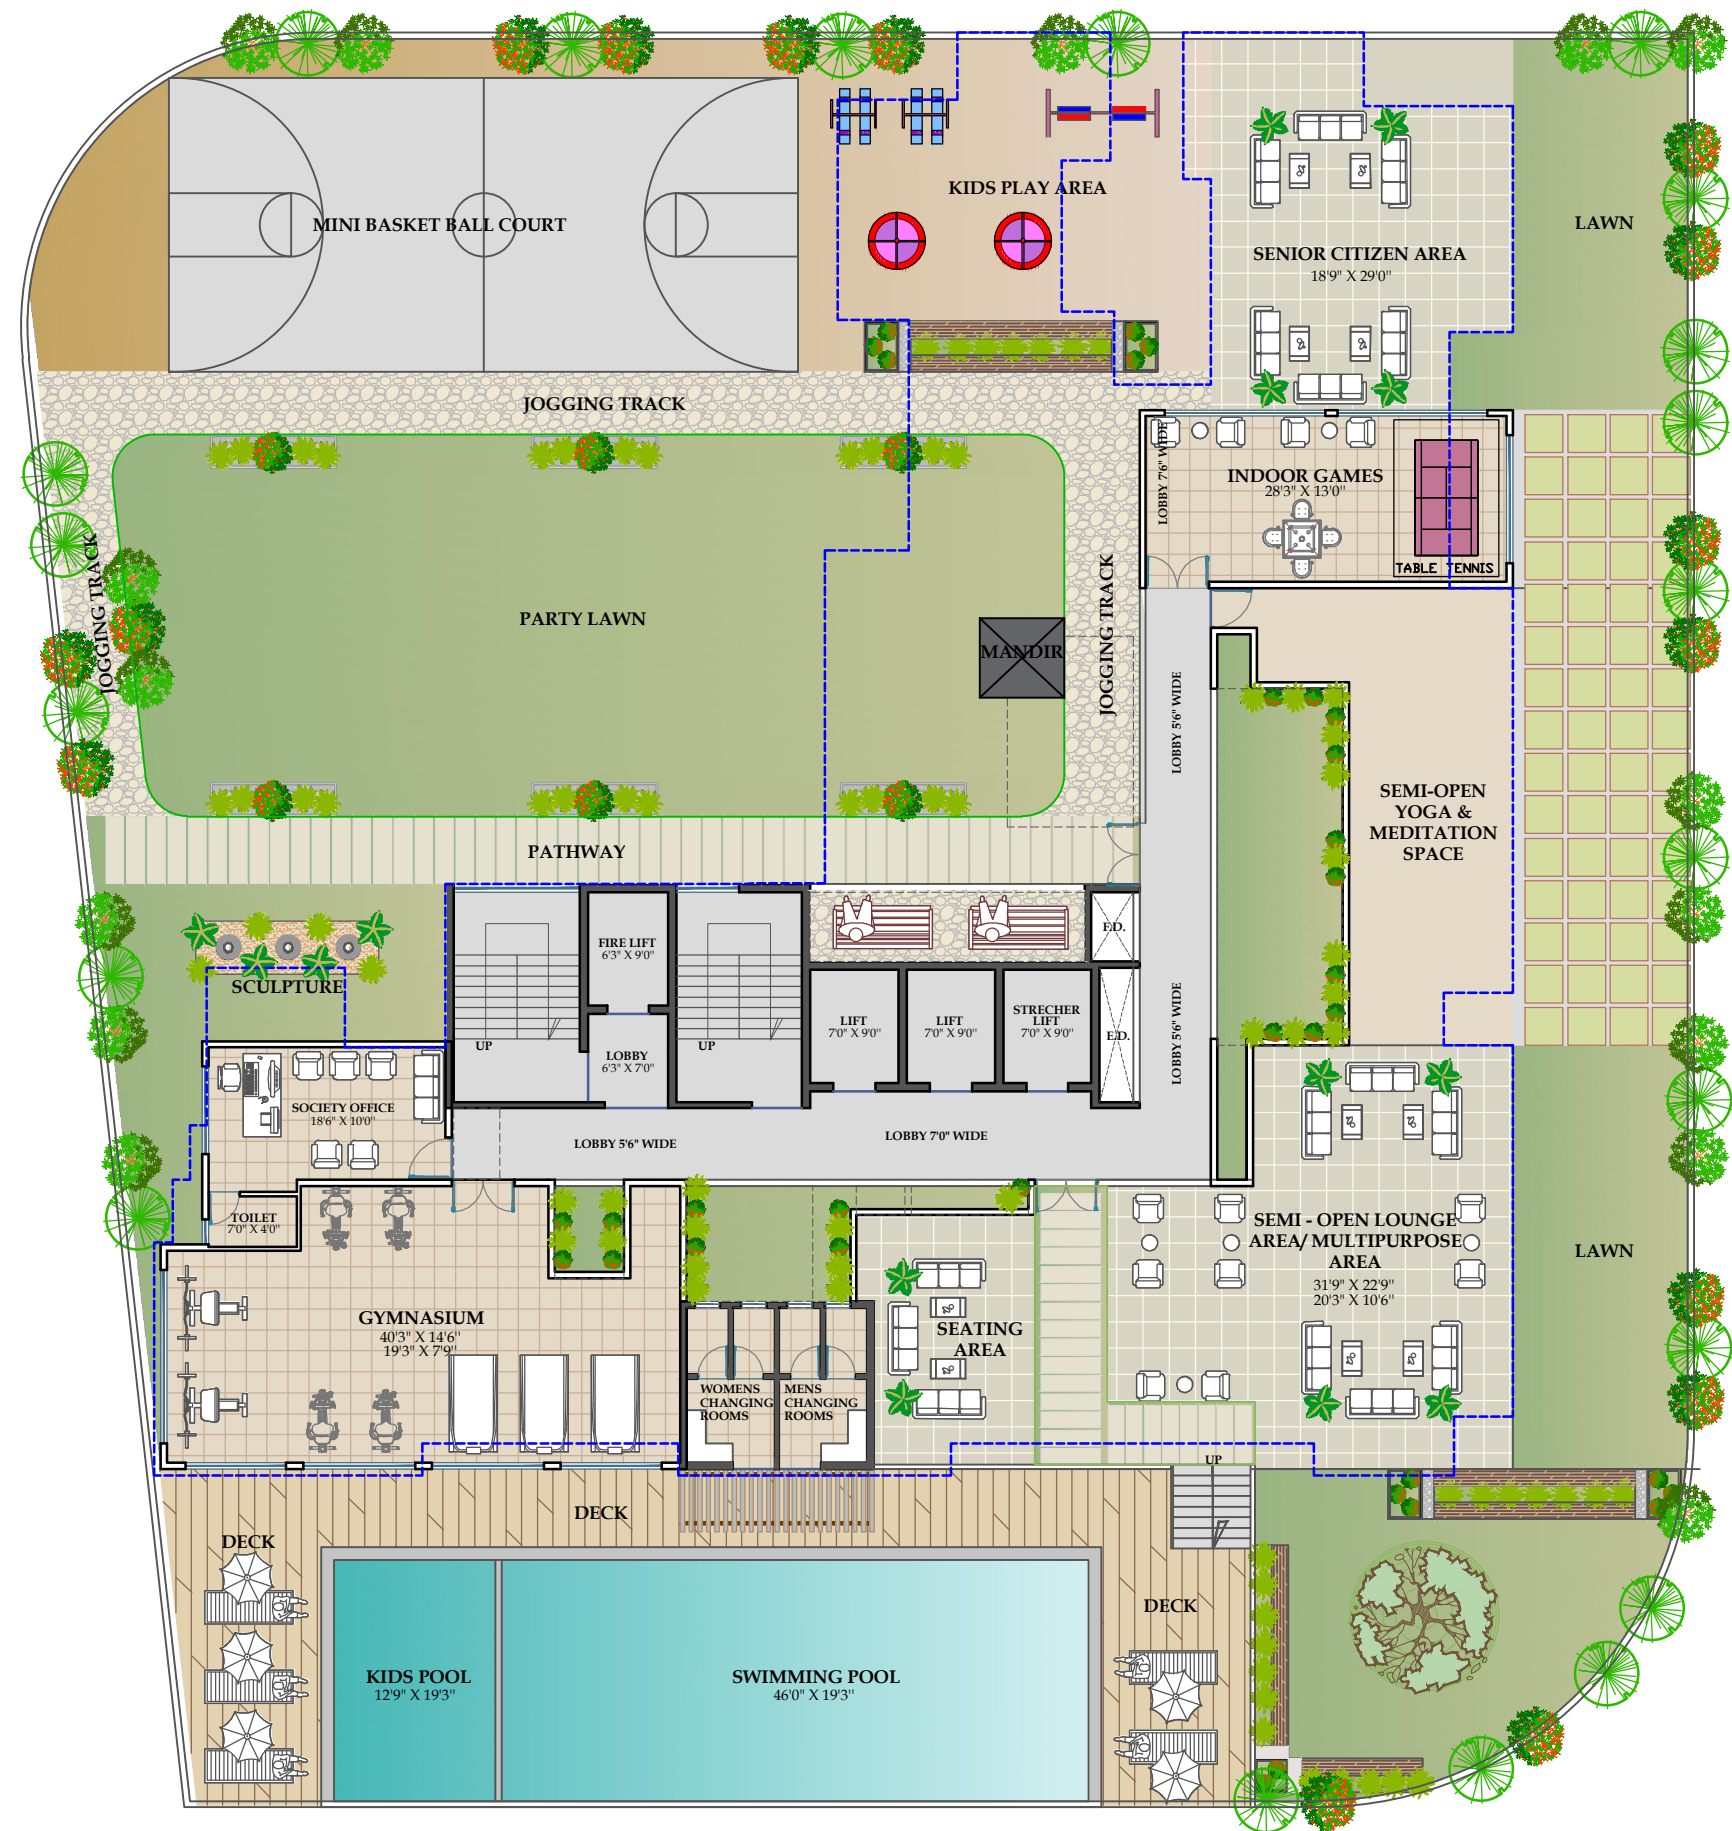 MINI BASKET BALL COURT
KIDS PLAY AREA
SENIOR CITIZEN AREA
18'9" X 29'0"
LAWN
JOGGING TRACK
LOBBY 7'6" WIDE
INDOOR GAMES
28'3" X 13'0"
TABLE TENNIS
JOGGING TRACK
PARTY LAWN
MANDIR
JOGGING TRACK
LOBBY 5'6" WIDE
SEMI-OPEN
YOGA &
MEDITATION
SPACE
PATHWAY
SCULPTURE
FIRE LIFT
6'3" X 9'0"
F.D.
LIFT
7'0" X 9'0"
LIFT
7'0" X 9'0"
STRECHER
LIFT
7'0" X 9'0"
E.D.
LOBBY 5'6" WIDE
UP
LOBBY
6'3" X 7'0"
UP
SOCIETY OFFICE
18'6" X 10'0"
LOBBY 5'6" WIDE
LOBBY 7'0" WIDE
TOILET
7'0" X 4'0"
SEMI - OPEN LOUNGE
AREA/ MULTIPURPOSE
AREA
31'9" X 22'9"
20'3" X 10'6"
LAWN
GYMNASIUM
40'3" X 14'6"
19'3" X 7'9"
SEATING
AREA
WOMENS
CHANGING
ROOMS
MENS
CHANGING
ROOMS
UP
DECK
DECK
DECK
KIDS POOL
12'9" X 19'3"
SWIMMING POOL
46'0" X 19'3"